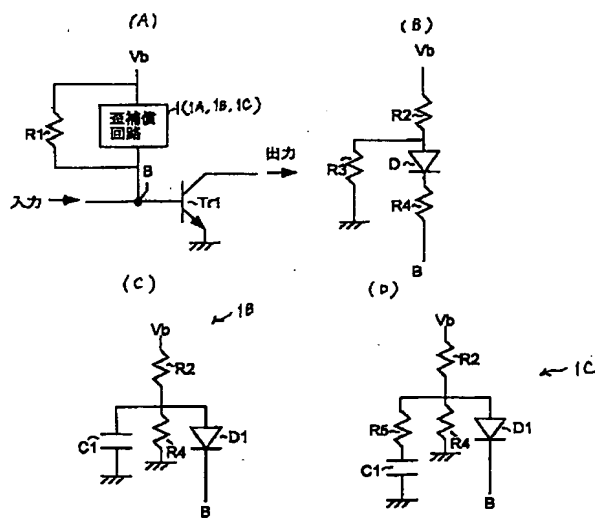 (A)
Vb
R1
歪補償
回路
1(1A, 1B, 1C)
B
入力
出力
Tr1
(B)
Vb
R2
R3
D
R4
B
(C)
1B
Vb
R2
C1
R4
D1
B
(D)
1C
Vb
R2
R5
R4
D1
C1
B